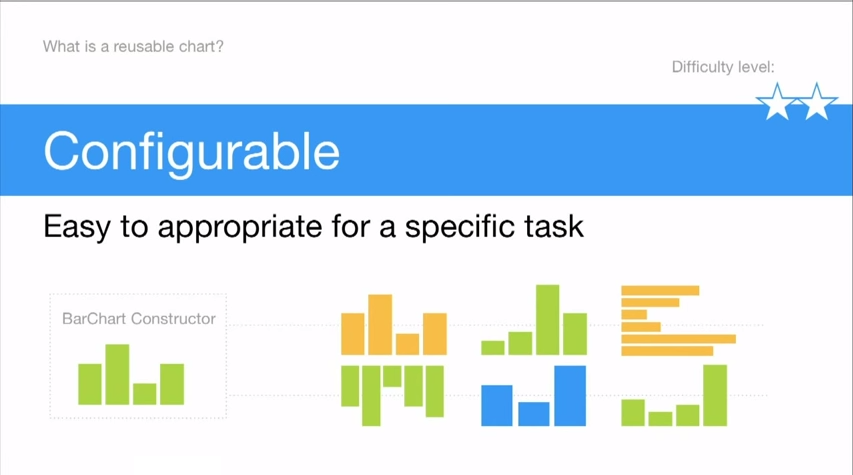 What is a reusable chart?
Difficulty level:
Configurable
Easy to appropriate for a specific task
BarChart Constructor